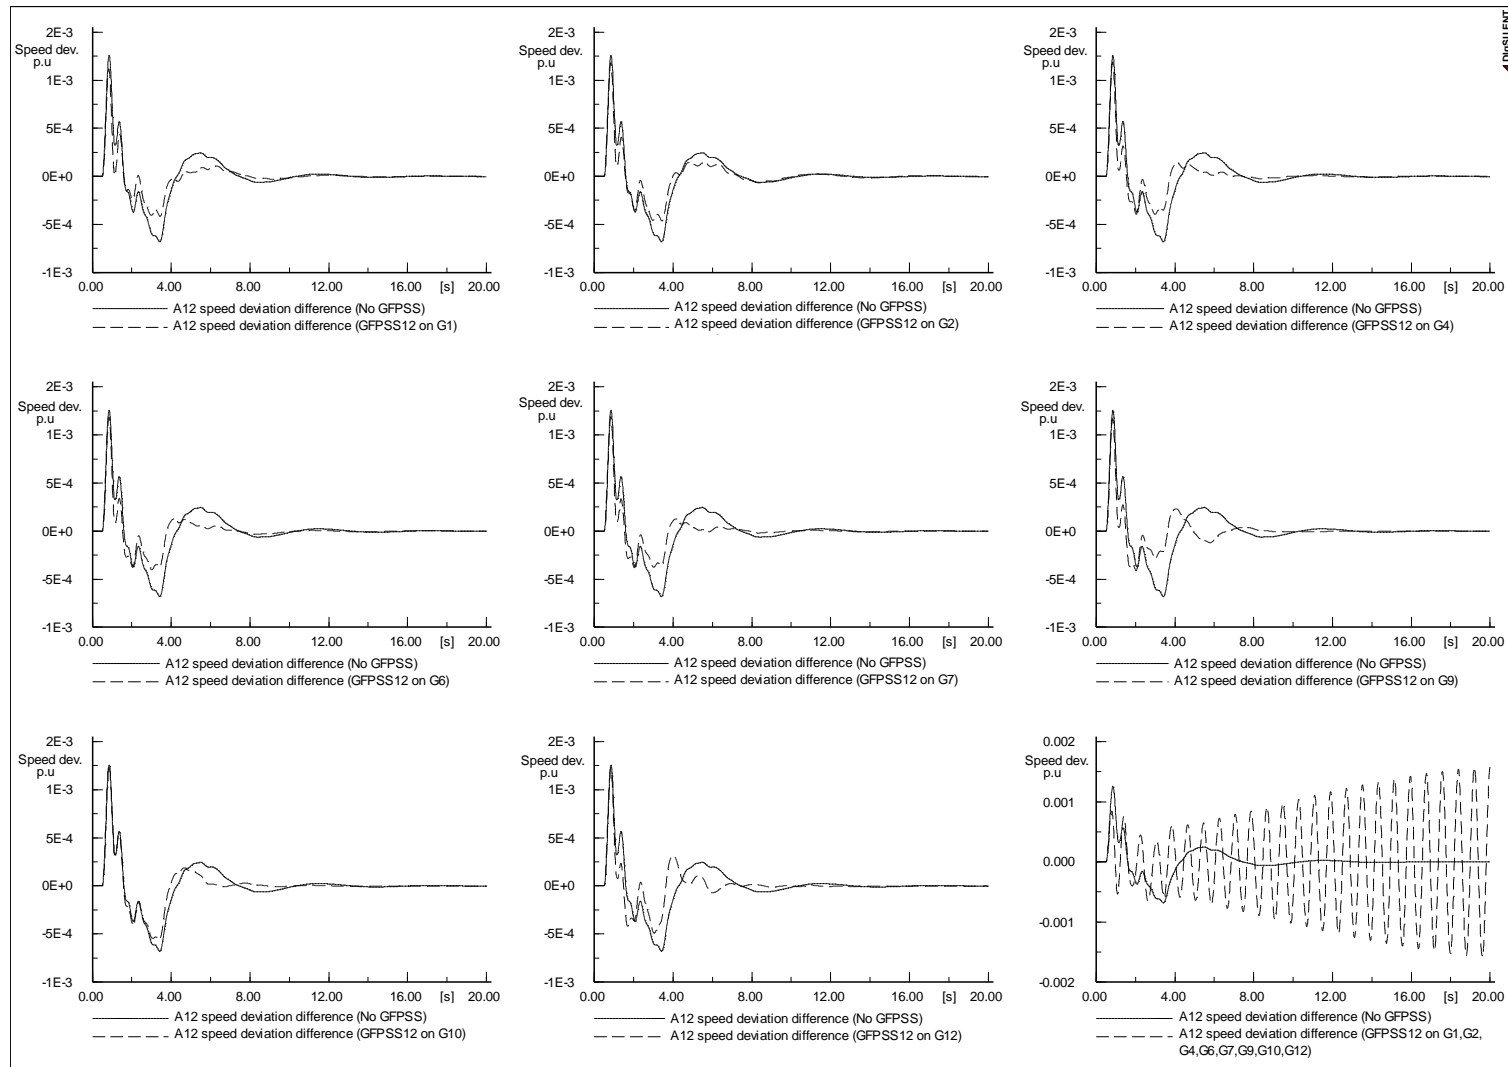 DIgSILENT
2E-3
Speed dev.
p.u
1E-3
5E-4
0E+0
-5E-4
-1E-3
0.00 4.00 8.00 12.00 16.00 [s] 20.00
A12 speed deviation difference (No GFPSS)
A12 speed deviation difference (GFPSS12 on G1)
2E-3
Speed dev.
p.u
1E-3
5E-4
0E+0
-5E-4
-1E-3
0.00 4.00 8.00 12.00 16.00 [s] 20.00
A12 speed deviation difference (No GFPSS)
A12 speed deviation difference (GFPSS12 on G2)
2E-3
Speed dev.
p.u
1E-3
5E-4
0E+0
-5E-4
-1E-3
0.00 4.00 8.00 12.00 16.00 [s] 20.00
A12 speed deviation difference (No GFPSS)
A12 speed deviation difference (GFPSS12 on G4)
2E-3
Speed dev.
p.u
1E-3
5E-4
0E+0
-5E-4
-1E-3
0.00 4.00 8.00 12.00 16.00 [s] 20.00
A12 speed deviation difference (No GFPSS)
A12 speed deviation difference (GFPSS12 on G6)
2E-3
Speed dev.
p.u
1E-3
5E-4
0E+0
-5E-4
-1E-3
0.00 4.00 8.00 12.00 16.00 [s] 20.00
A12 speed deviation difference (No GFPSS)
A12 speed deviation difference (GFPSS12 on G7)
2E-3
Speed dev.
p.u
1E-3
5E-4
0E+0
-5E-4
-1E-3
0.00 4.00 8.00 12.00 16.00 [s] 20.00
A12 speed deviation difference (No GFPSS)
A12 speed deviation difference (GFPSS12 on G9)
2E-3
Speed dev.
p.u
1E-3
5E-4
0E+0
-5E-4
-1E-3
0.00 4.00 8.00 12.00 16.00 [s] 20.00
A12 speed deviation difference (No GFPSS)
A12 speed deviation difference (GFPSS12 on G10)
2E-3
Speed dev.
p.u
1E-3
5E-4
0E+0
-5E-4
-1E-3
0.00 4.00 8.00 12.00 16.00 [s] 20.00
A12 speed deviation difference (No GFPSS)
A12 speed deviation difference (GFPSS12 on G12)
0.002
Speed dev.
p.u
0.001
0.000
-0.001
-0.002
0.00 4.00 8.00 12.00 16.00 [s] 20.00
A12 speed deviation difference (No GFPSS)
A12 speed deviation difference (GFPSS12 on G1,G2,
G4,G6,G7,G9,G10,G12)